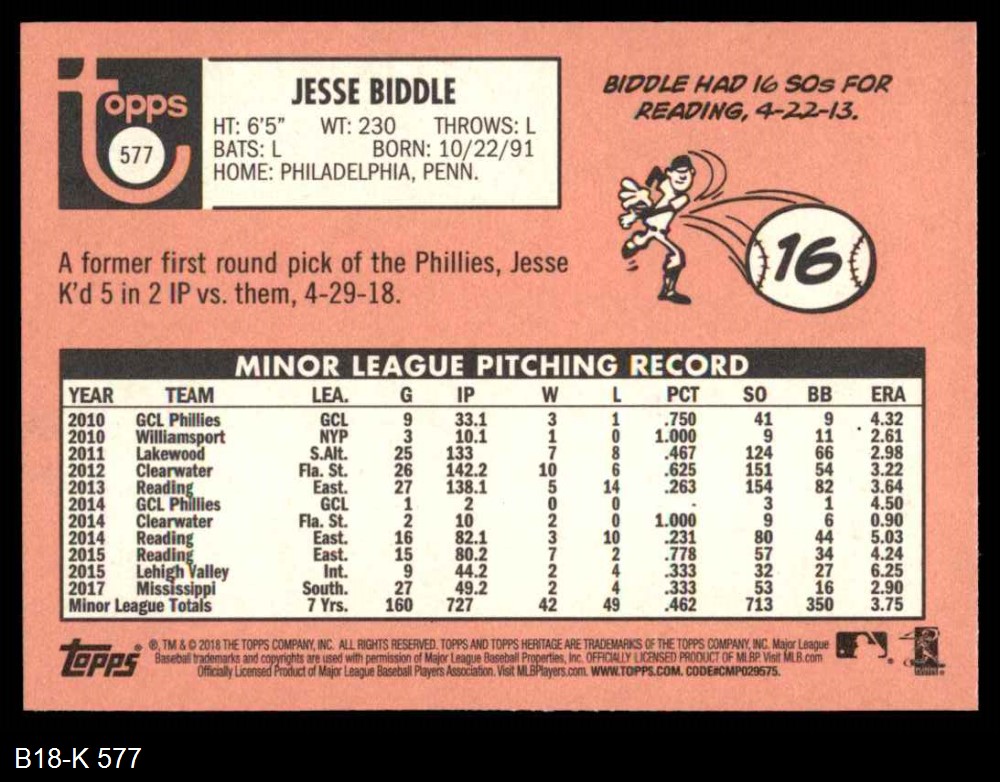 Topps
577
JESSE BIDDLE
HT: 6'5" WT: 230 THROWS: L
BATS: L BORN: 10/22/91
HOME: PHILADELPHIA, PENN.
BIDDLE HAD 16 SOs FOR
READING, 4-22-13.
16
A former first round pick of the Phillies, Jesse
K'd 5 in 2 IP vs. them, 4-29-18.
MINOR LEAGUE PITCHING RECORD
YEAR TEAM LEA. G IP W L PCT SO BB ERA
2010 GCL Phillies GCL 9 33.1 3 1 .750 41 9 4.32
2010 Williamsport NYP 3 10.1 1 0 1.000 9 11 2.61
2011 Lakewood S.Alt. 25 133 7 8 .467 124 66 2.98
2012 Clearwater Fla. St. 26 142.2 10 6 .625 151 54 3.22
2013 Reading East. 27 138.1 5 14 .263 154 82 3.64
2014 GCL Phillies GCL 1 2 0 0 - 3 1 4.50
2014 Clearwater Fla. St. 2 10 2 0 1.000 9 6 0.90
2014 Reading East. 16 82.1 3 10 .231 80 44 5.03
2015 Reading East. 15 80.2 7 2 .778 57 34 4.24
2015 Lehigh Valley Int. 9 44.2 2 4 .333 32 27 6.25
2017 Mississippi South. 27 49.2 2 4 .333 53 16 2.90
Minor League Totals 7 Yrs. 160 727 42 49 .462 713 350 3.75
Topps
®, TM & © 2018 THE TOPPS COMPANY, INC. ALL RIGHTS RESERVED. TOPPS AND TOPPS HERITAGE ARE TRADEMARKS OF THE TOPPS COMPANY, INC. Major League
Baseball trademarks and copyrights are used with permission of Major League Baseball Properties, Inc. OFFICIALLY LICENSED PRODUCT OF MLBP Visit MLB.com
Officially Licensed Product of Major League Baseball Players Association. Visit MLBPlayers.com. WWW.TOPPS.COM. CODE#CMP029575.
B18-K 577